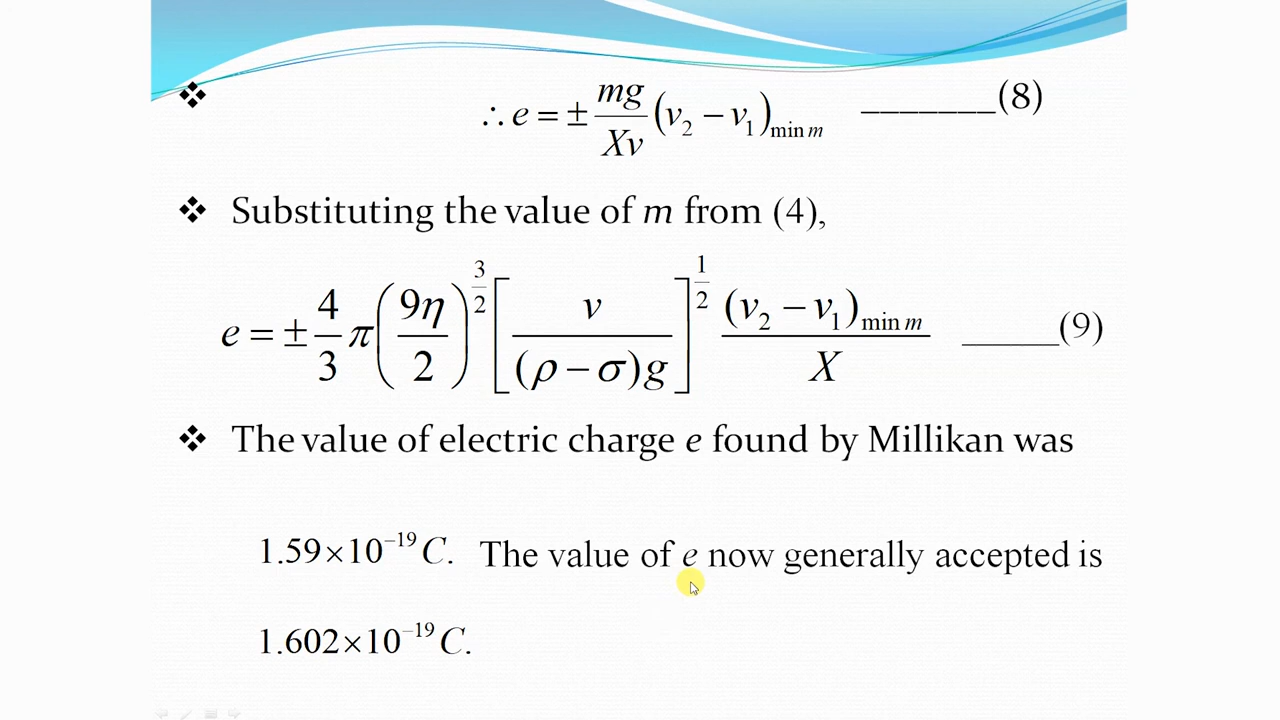 ❖ ∴ e = ± mg/Xv (v₂ − v₁)min m _______(8)
❖ Substituting the value of m from (4),
e = ± 4/3 π (9η/2)^(3/2) [v/((ρ − σ)g)]^(1/2) (v₂ − v₁)min m/X _____(9)
❖ The value of electric charge e found by Millikan was
1.59×10⁻¹⁹ C. The value of e now generally accepted is
1.602×10⁻¹⁹ C.